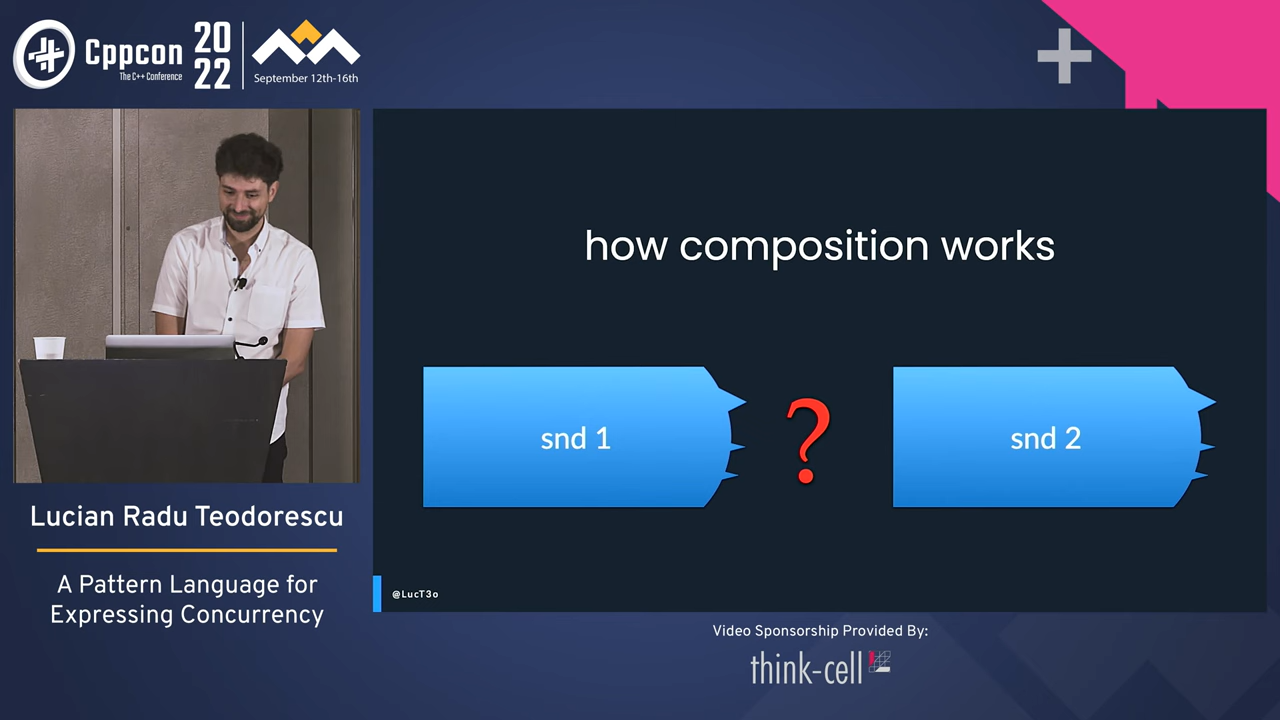 Cppcon
The C++ Conference
20
22
September 12th-16th
how composition works
snd 1
?
snd 2
@LucT3o
Lucian Radu Teodorescu
A Pattern Language for
Expressing Concurrency
Video Sponsorship Provided By:
think-cell